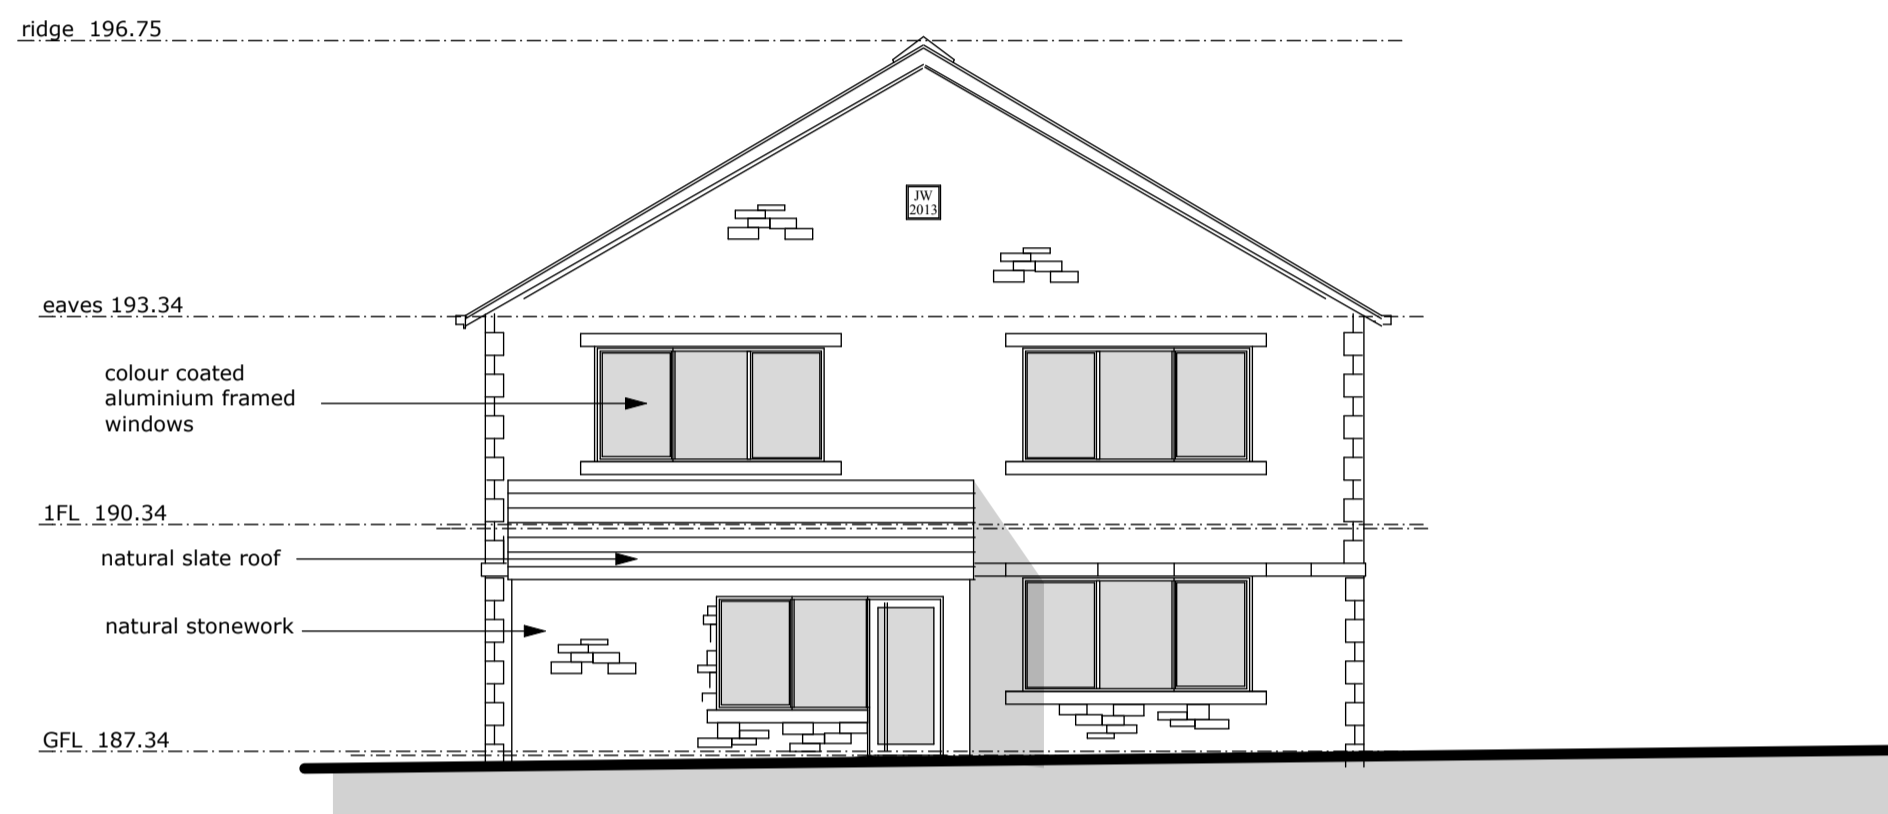 ridge 196.75
JW
2013
eaves 193.34
colour coated
aluminium framed
windows
1FL 190.34
natural slate roof
natural stonework
GFL 187.34